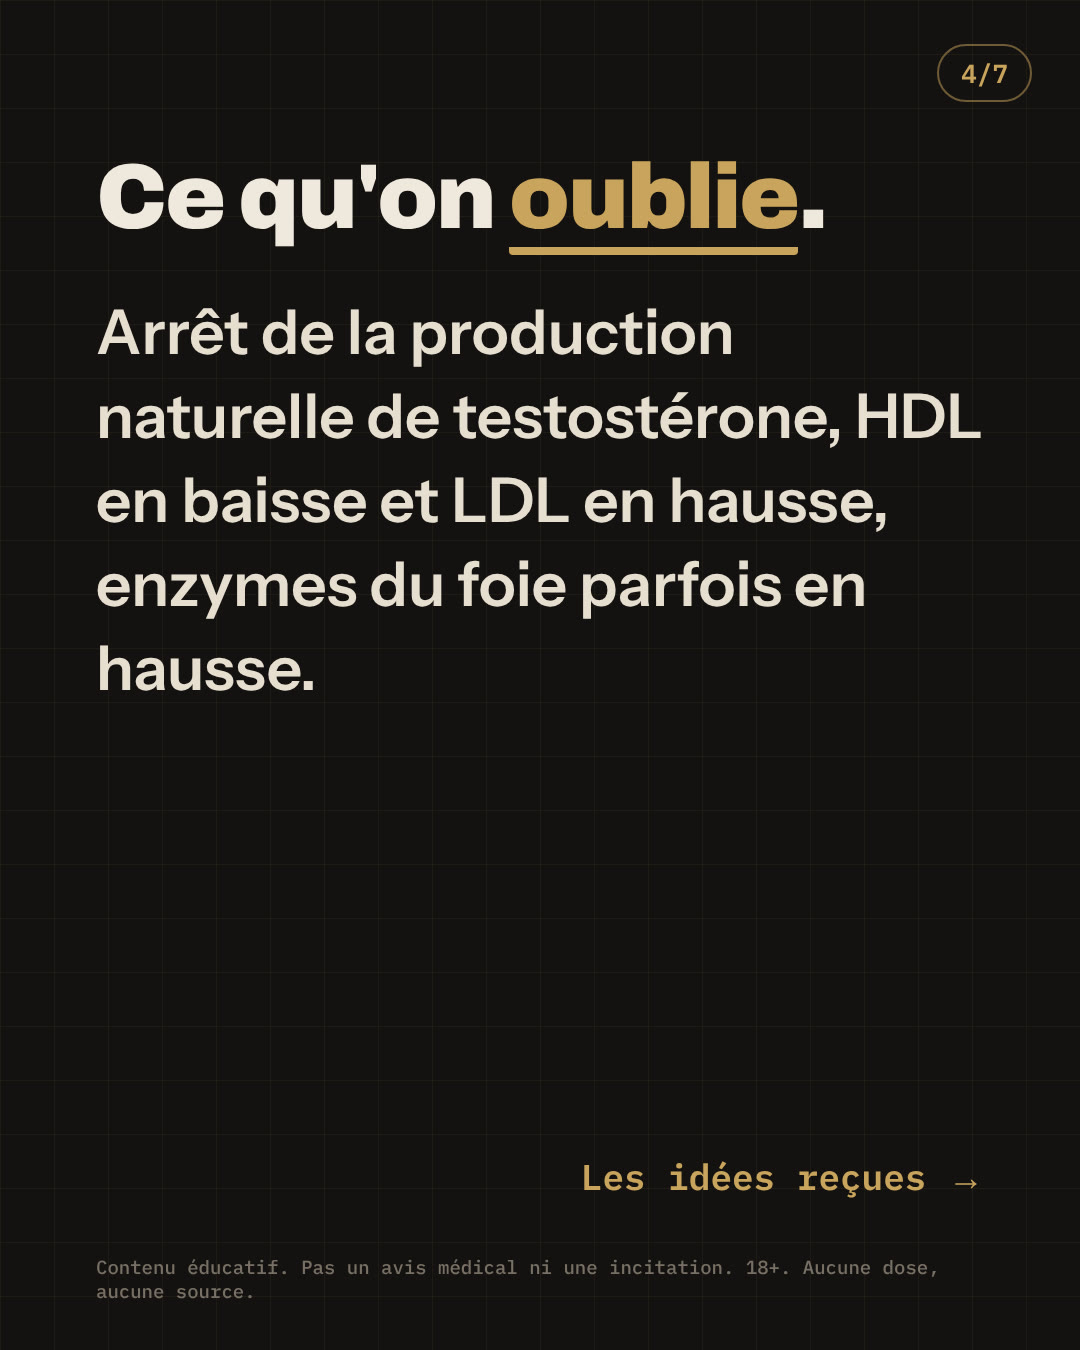 4/7
Ce qu'on oublie.
Arrêt de la production
naturelle de testostérone, HDL
en baisse et LDL en hausse,
enzymes du foie parfois en
hausse.
Les idées reçues →
Contenu éducatif. Pas un avis médical ni une incitation. 18+. Aucune dose,
aucune source.